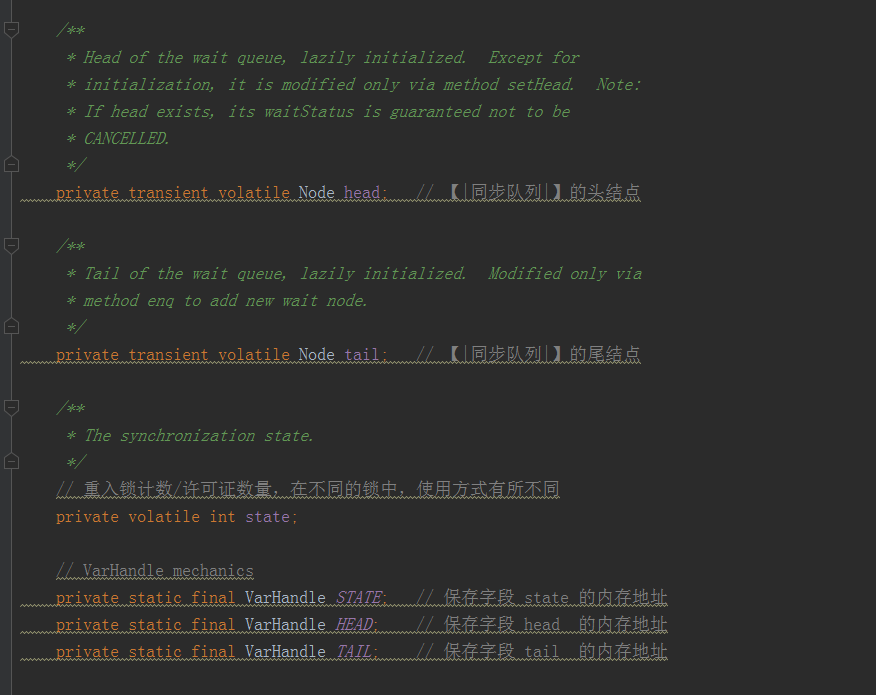 /**
* Head of the wait queue, lazily initialized.  Except for
* initialization, it is modified only via method setHead.  Note:
* If head exists, its waitStatus is guaranteed not to be
* CANCELLED.
*/
private transient volatile Node head;   // 【|同步队列|】的头结点
/**
* Tail of the wait queue, lazily initialized.  Modified only via
* method enq to add new wait node.
*/
private transient volatile Node tail;   // 【|同步队列|】的尾结点
/**
* The synchronization state.
*/
// 重入锁计数/许可证数量，在不同的锁中，使用方式有所不同
private volatile int state;
// VarHandle mechanics
private static final VarHandle STATE;   // 保存字段 state 的内存地址
private static final VarHandle HEAD;    // 保存字段 head  的内存地址
private static final VarHandle TAIL;    // 保存字段 tail  的内存地址